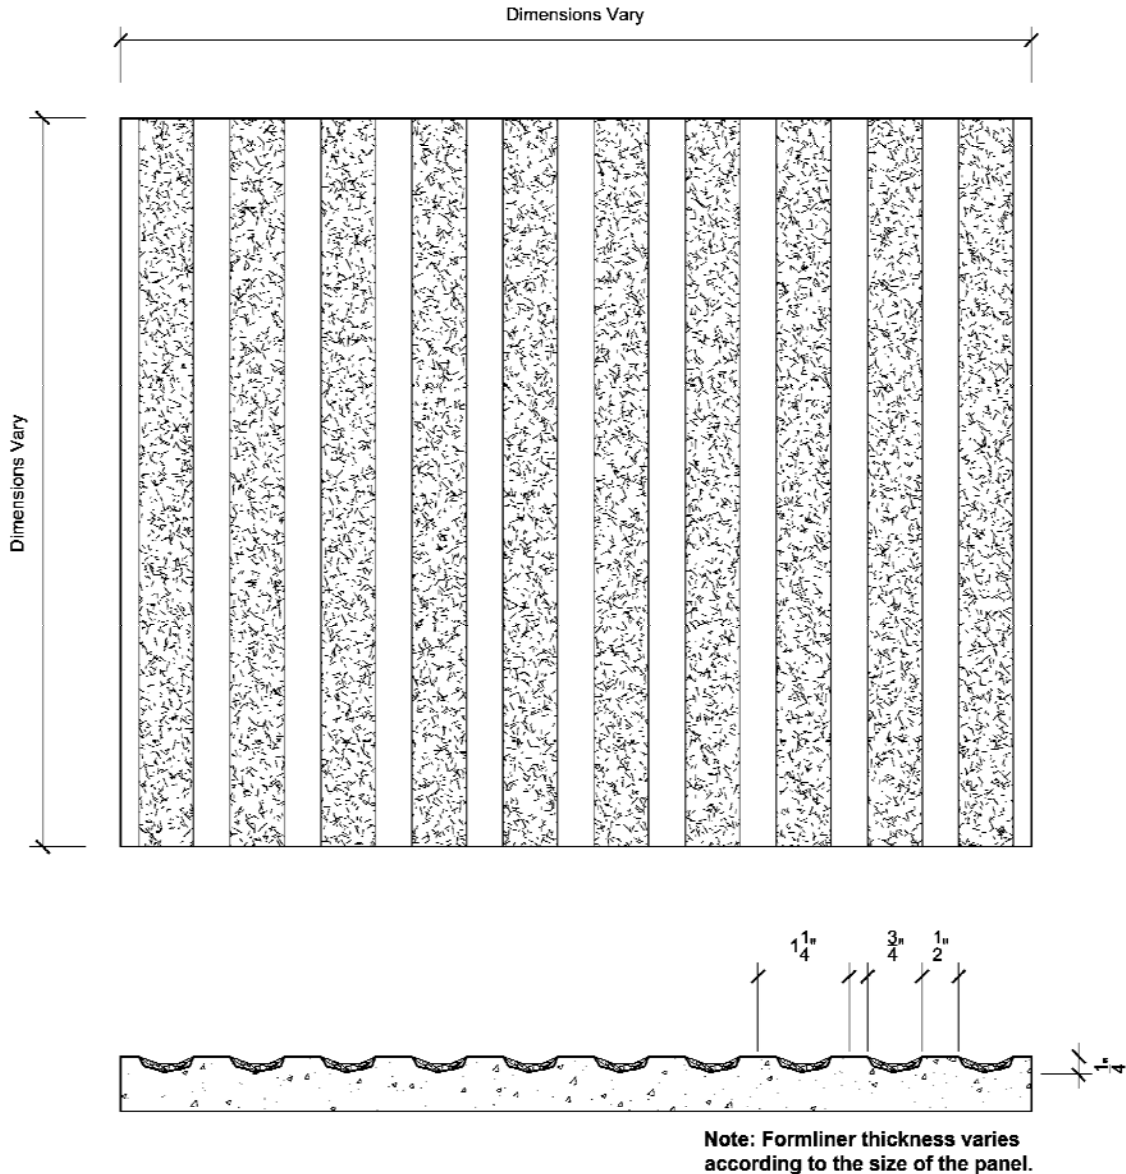 Dimensions Vary
Dimensions Vary
1 1/4" 3/4" 1/2"
1/4"
Note: Formliner thickness varies
according to the size of the panel.